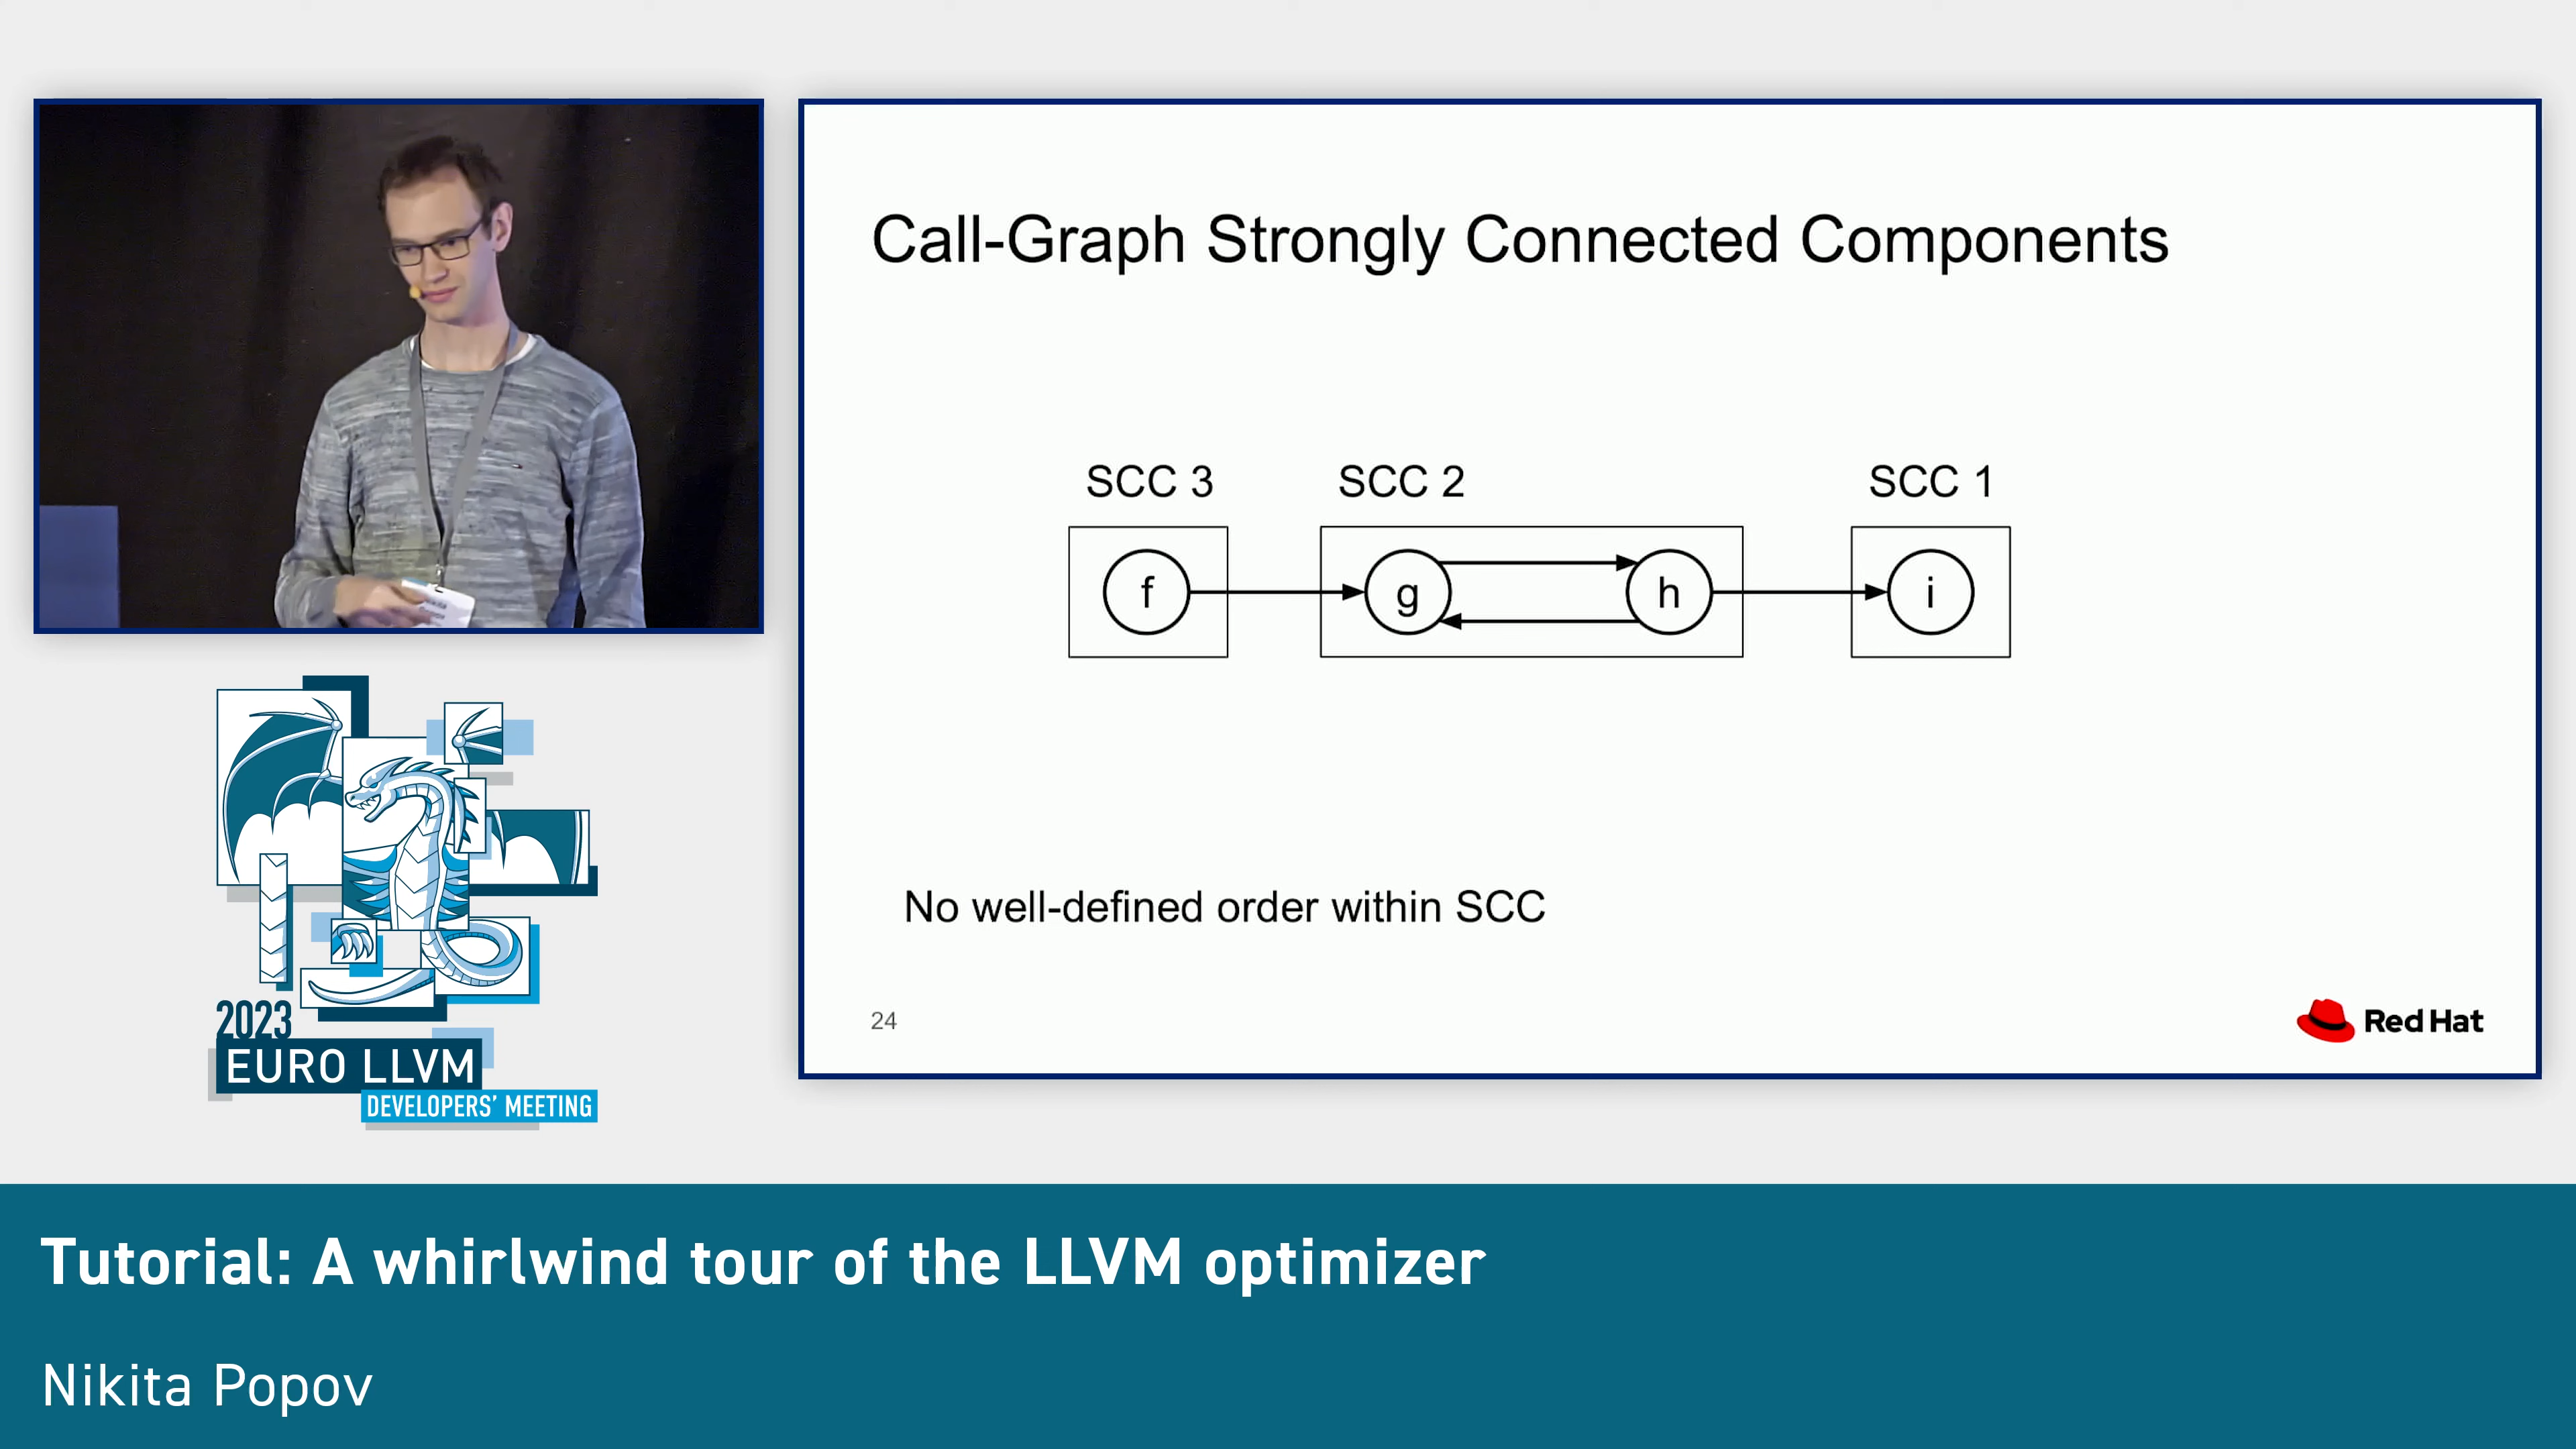 Call-Graph Strongly Connected Components
SCC 3
SCC 2
SCC 1
f
g
h
i
No well-defined order within SCC
24
Red Hat
2023
EURO LLVM
DEVELOPERS' MEETING
Tutorial: A whirlwind tour of the LLVM optimizer
Nikita Popov